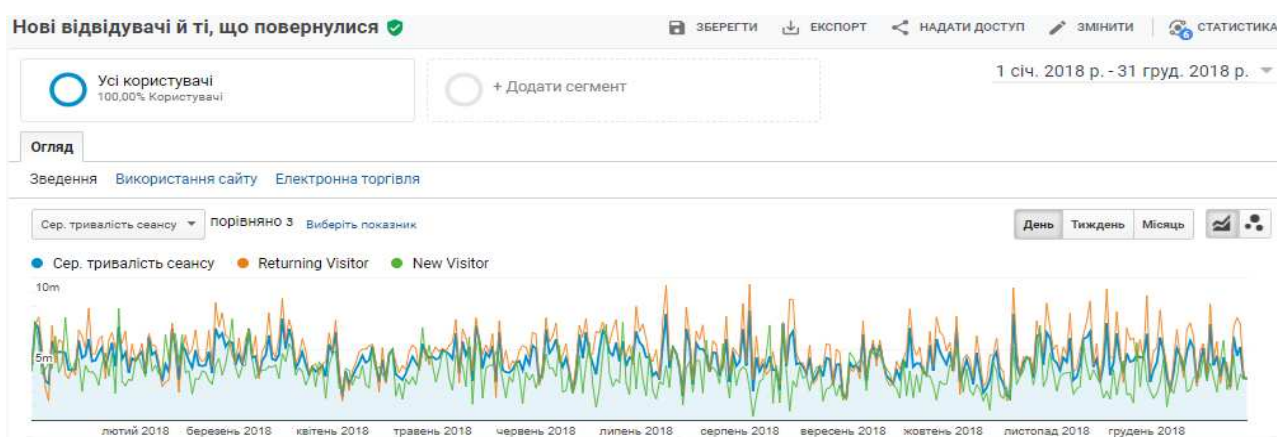 Нові відвідувачі й ті, що повернулися
ЗБЕРЕГТИ ЕКСПОРТ НАДАТИ ДОСТУП ЗМІНИТИ 6 СТАТИСТИКА
Усі користувачі
100,00% Користувачі
+ Додати сегмент
1 січ. 2018 р. - 31 груд. 2018 р.
Огляд
Зведення Використання сайту Електронна торгівля
Сер. тривалість сеансу порівняно з Виберіть показник
День Тиждень Місяць
Сер. тривалість сеансу Returning Visitor New Visitor
10m
5m
лютий 2018 березень 2018 квітень 2018 травень 2018 червень 2018 липень 2018 серпень 2018 вересень 2018 жовтень 2018 листопад 2018 грудень 2018